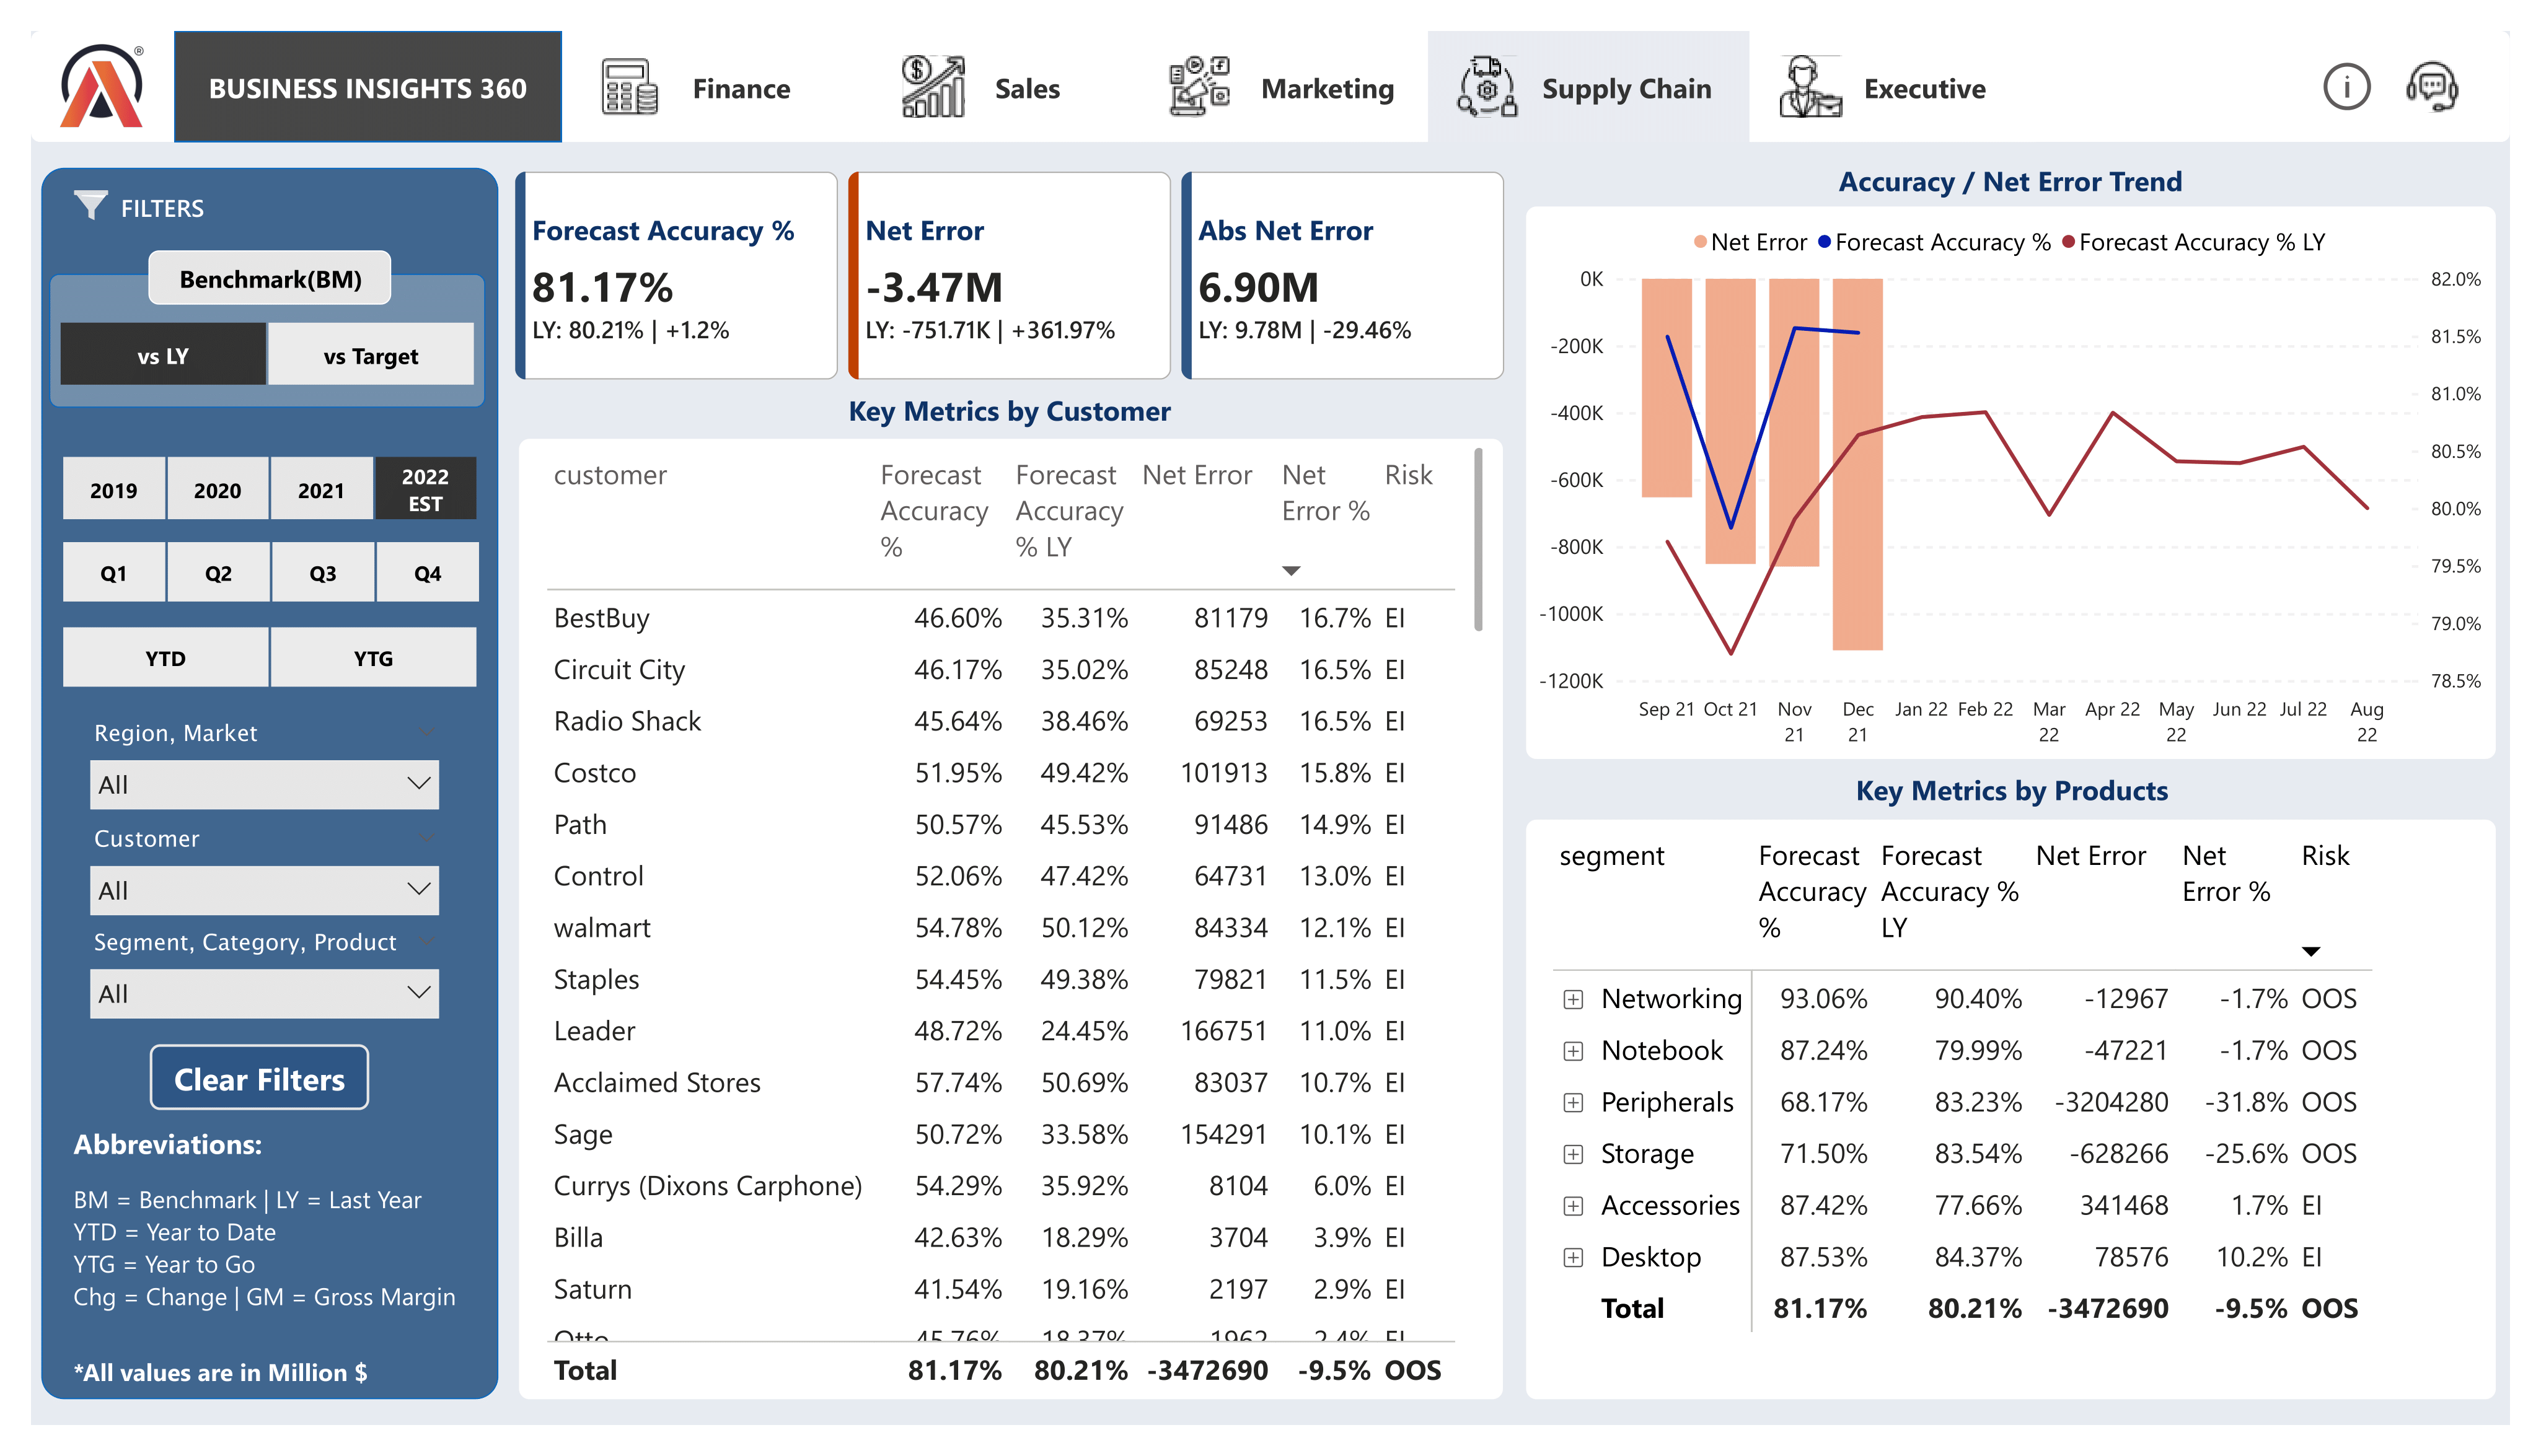 BUSINESS INSIGHTS 360
Finance
Sales
Marketing
Supply Chain
Executive
FILTERS
Benchmark(BM)
vs LY
vs Target
2019
2020
2021
2022
EST
Q1
Q2
Q3
Q4
YTD
YTG
Region, Market
All
Customer
All
Segment, Category, Product
All
Clear Filters
Abbreviations:
BM = Benchmark | LY = Last Year
YTD = Year to Date
YTG = Year to Go
Chg = Change | GM = Gross Margin
*All values are in Million $
Forecast Accuracy %
81.17%
LY: 80.21% | +1.2%
Net Error
-3.47M
LY: -751.71K | +361.97%
Abs Net Error
6.90M
LY: 9.78M | -29.46%
Key Metrics by Customer
customer Forecast Accuracy % Forecast Accuracy % LY Net Error Net Error % Risk
BestBuy 46.60% 35.31% 81179 16.7% EI
Circuit City 46.17% 35.02% 85248 16.5% EI
Radio Shack 45.64% 38.46% 69253 16.5% EI
Costco 51.95% 49.42% 101913 15.8% EI
Path 50.57% 45.53% 91486 14.9% EI
Control 52.06% 47.42% 64731 13.0% EI
walmart 54.78% 50.12% 84334 12.1% EI
Staples 54.45% 49.38% 79821 11.5% EI
Leader 48.72% 24.45% 166751 11.0% EI
Acclaimed Stores 57.74% 50.69% 83037 10.7% EI
Sage 50.72% 33.58% 154291 10.1% EI
Currys (Dixons Carphone) 54.29% 35.92% 8104 6.0% EI
Billa 42.63% 18.29% 3704 3.9% EI
Saturn 41.54% 19.16% 2197 2.9% EI
Otto 45.76% 18.37% 1962 2.4% EI
Total 81.17% 80.21% -3472690 -9.5% OOS
Accuracy / Net Error Trend
Net Error Forecast Accuracy % Forecast Accuracy % LY
0K
-200K
-400K
-600K
-800K
-1000K
-1200K
82.0%
81.5%
81.0%
80.5%
80.0%
79.5%
79.0%
78.5%
Sep 21 Oct 21 Nov 21 Dec 21 Jan 22 Feb 22 Mar 22 Apr 22 May 22 Jun 22 Jul 22 Aug 22
Key Metrics by Products
segment Forecast Accuracy % Forecast Accuracy % LY Net Error Net Error % Risk
Networking 93.06% 90.40% -12967 -1.7% OOS
Notebook 87.24% 79.99% -47221 -1.7% OOS
Peripherals 68.17% 83.23% -3204280 -31.8% OOS
Storage 71.50% 83.54% -628266 -25.6% OOS
Accessories 87.42% 77.66% 341468 1.7% EI
Desktop 87.53% 84.37% 78576 10.2% EI
Total 81.17% 80.21% -3472690 -9.5% OOS